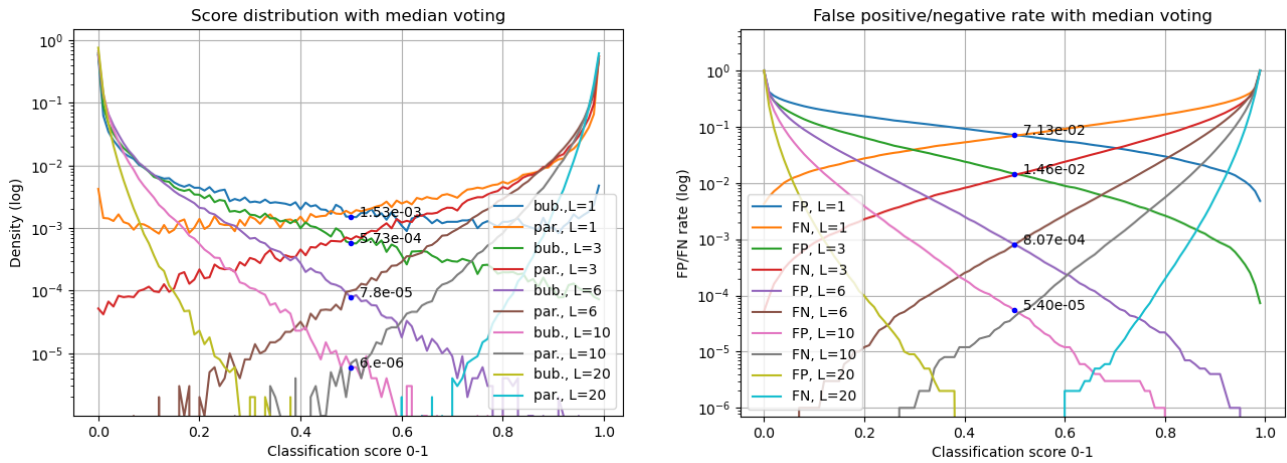 Score distribution with median voting
Density (log)
10⁰
10⁻¹
10⁻²
10⁻³
10⁻⁴
10⁻⁵
1.53e-03
5.73e-04
7.8e-05
6.e-06
bub., L=1
par., L=1
bub., L=3
par., L=3
bub., L=6
par., L=6
bub., L=10
par., L=10
bub., L=20
par., L=20
0.0 0.2 0.4 0.6 0.8 1.0
Classification score 0-1
False positive/negative rate with median voting
FP/FN rate (log)
10⁰
10⁻¹
10⁻²
10⁻³
10⁻⁴
10⁻⁵
10⁻⁶
7.13e-02
1.46e-02
8.07e-04
5.40e-05
FP, L=1
FN, L=1
FP, L=3
FN, L=3
FP, L=6
FN, L=6
FP, L=10
FN, L=10
FP, L=20
FN, L=20
0.0 0.2 0.4 0.6 0.8 1.0
Classification score 0-1